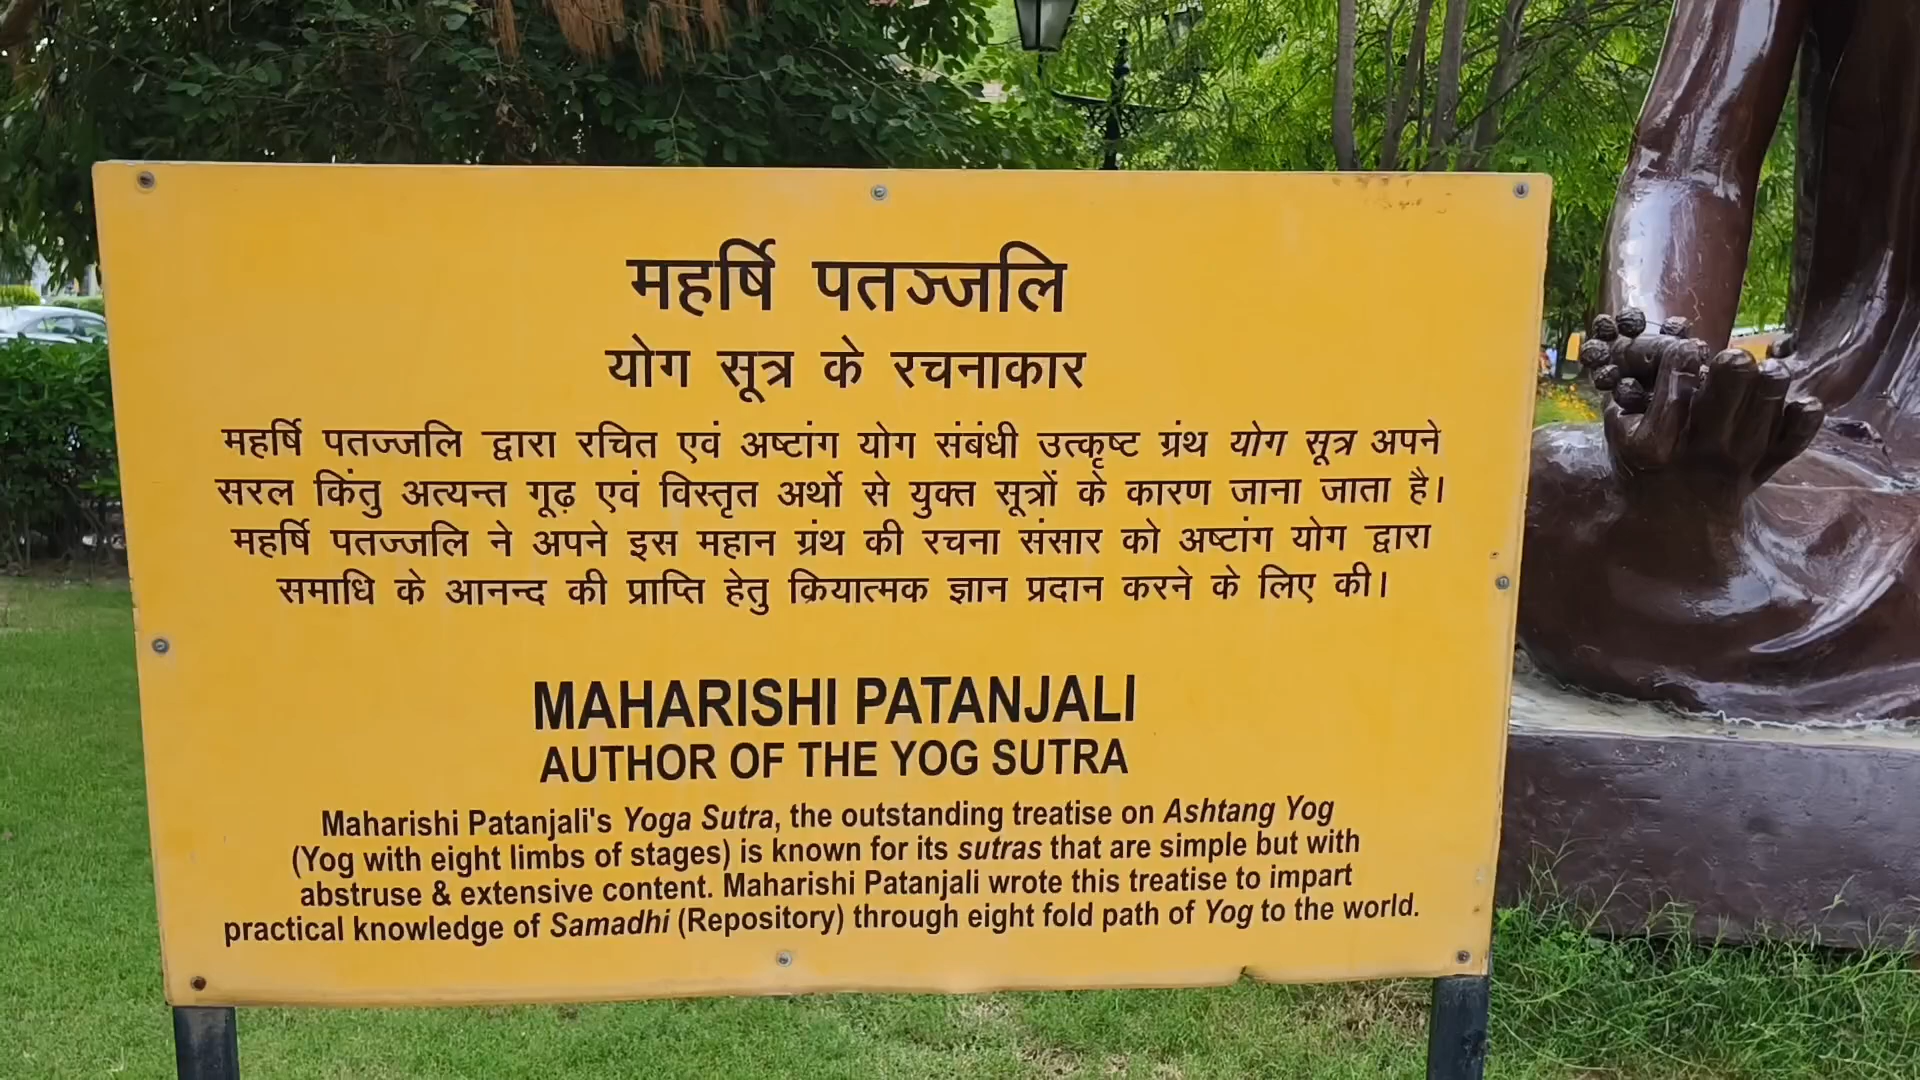 महर्षि पतञ्जलि
योग सूत्र के रचनाकार
महर्षि पतज्जलि द्वारा रचित एवं अष्टांग योग संबंधी उत्कृष्ट ग्रंथ योग सूत्र अपने
सरल किंतु अत्यन्त गूढ़ एवं विस्तृत अर्थो से युक्त सूत्रों के कारण जाना जाता है।
महर्षि पतज्जलि ने अपने इस महान ग्रंथ की रचना संसार को अष्टांग योग द्वारा
समाधि के आनन्द की प्राप्ति हेतु क्रियात्मक ज्ञान प्रदान करने के लिए की।
MAHARISHI PATANJALI
AUTHOR OF THE YOG SUTRA
Maharishi Patanjali's Yoga Sutra, the outstanding treatise on Ashtang Yog
(Yog with eight limbs of stages) is known for its sutras that are simple but with
abstruse & extensive content. Maharishi Patanjali wrote this treatise to impart
practical knowledge of Samadhi (Repository) through eight fold path of Yog to the world.